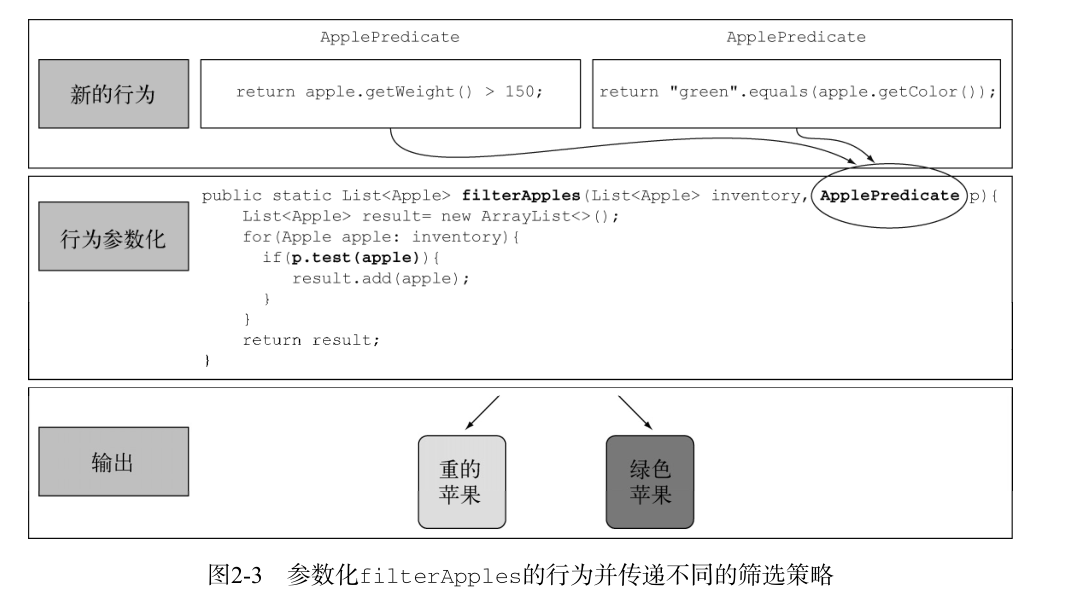 ApplePredicate ApplePredicate
新的行为
return apple.getWeight() > 150;
return "green".equals(apple.getColor());
行为参数化
public static List<Apple> filterApples(List<Apple> inventory, ApplePredicate p){
List<Apple> result= new ArrayList<>();
for(Apple apple: inventory){
if(p.test(apple)){
result.add(apple);
}
}
return result;
}
输出
重的
苹果
绿色
苹果
图2-3 参数化filterApples的行为并传递不同的筛选策略